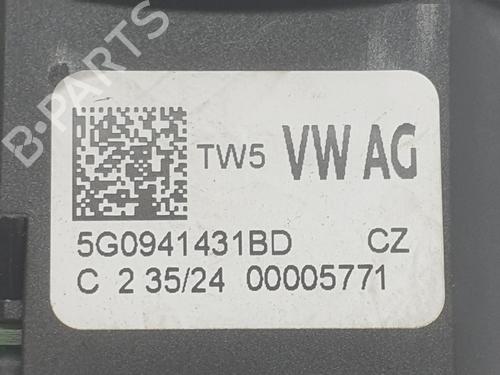 B-PARTS
TW5 VW AG
5G0941431BD CZ
C 2 35/24 00005771